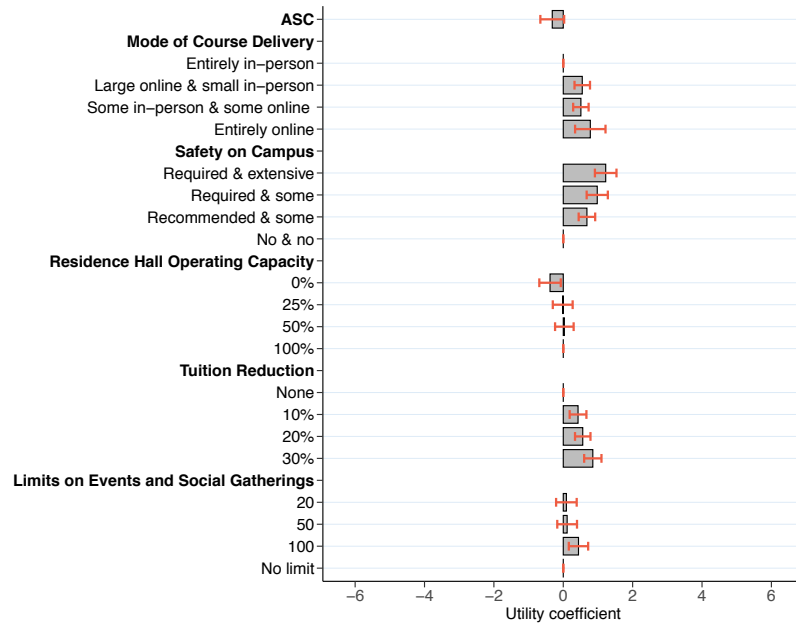 ASC
Mode of Course Delivery
Entirely in−person
Large online & small in−person
Some in−person & some online
Entirely online
Safety on Campus
Required & extensive
Required & some
Recommended & some
No & no
Residence Hall Operating Capacity
0%
25%
50%
100%
Tuition Reduction
None
10%
20%
30%
Limits on Events and Social Gatherings
20
50
100
No limit
−6 −4 −2 0 2 4 6
Utility coefficient